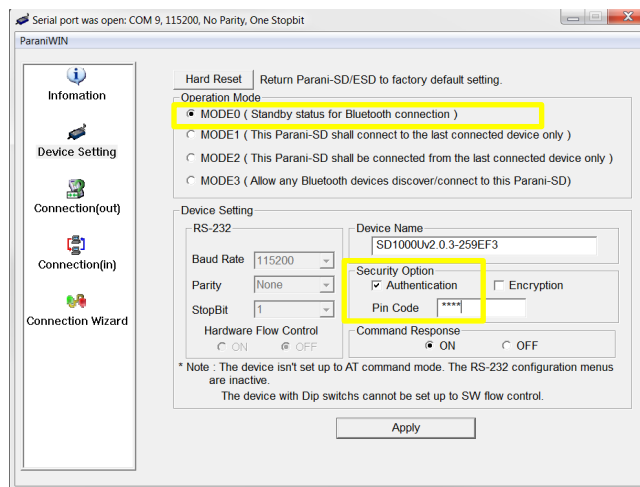 Serial port was open: COM 9, 115200, No Parity, One Stopbit
ParaniWIN
Infomation
Device Setting
Connection(out)
Connection(in)
Connection Wizard
Hard Reset Return Parani-SD/ESD to factory default setting.
Operation Mode
MODE0 ( Standby status for Bluetooth connection )
MODE1 ( This Parani-SD shall connect to the last connected device only )
MODE2 ( This Parani-SD shall be connected from the last connected device only )
MODE3 ( Allow any Bluetooth devices discover/connect to this Parani-SD)
Device Setting
RS-232
Baud Rate 115200
Parity None
StopBit 1
Hardware Flow Control
ON OFF
Device Name
SD1000Uv2.0.3-259EF3
Security Option
Authentication Encryption
Pin Code ****
Command Response
ON OFF
* Note : The device isn't set up to AT command mode. The RS-232 configuration menus
are inactive.
The device with Dip switchs cannot be set up to SW flow control.
Apply